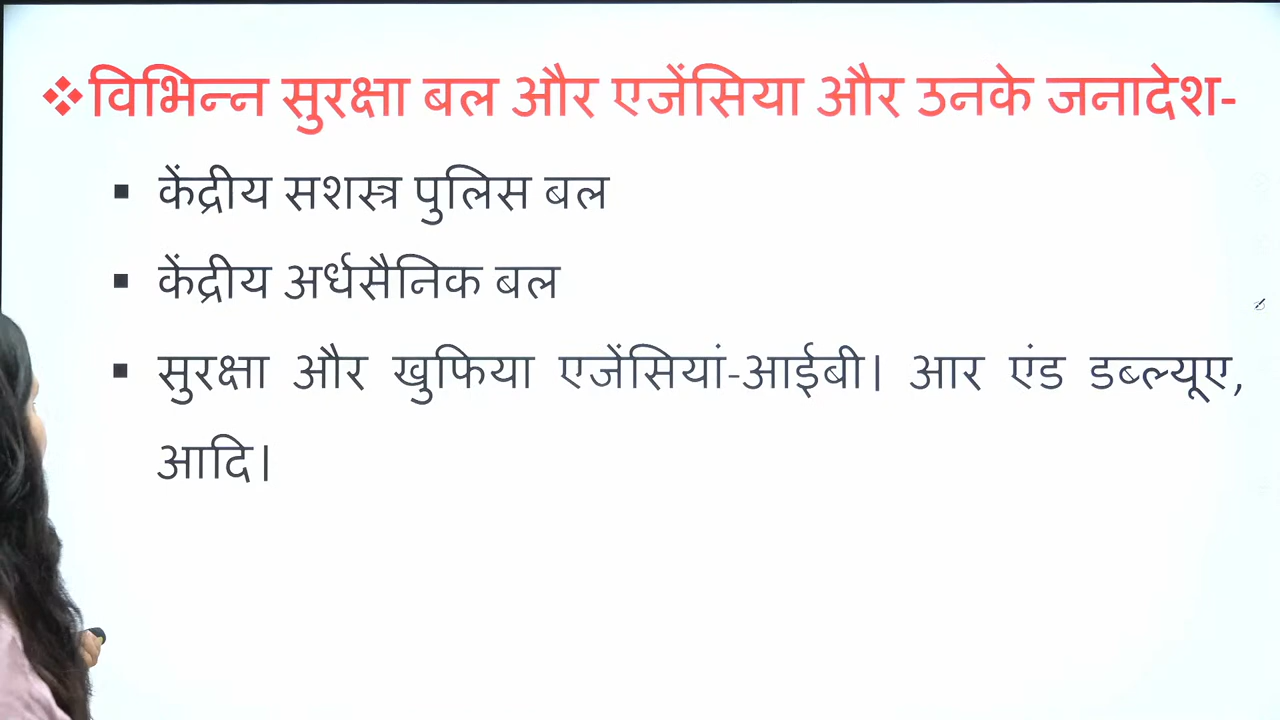 ❖विभिन्न सुरक्षा बल और एजेंसिया और उनके जनादेश-
▪ केंद्रीय सशस्त्र पुलिस बल
▪ केंद्रीय अर्धसैनिक बल
▪ सुरक्षा और खुफिया एजेंसियां-आईबी। आर एंड डब्ल्यूए,
आदि।